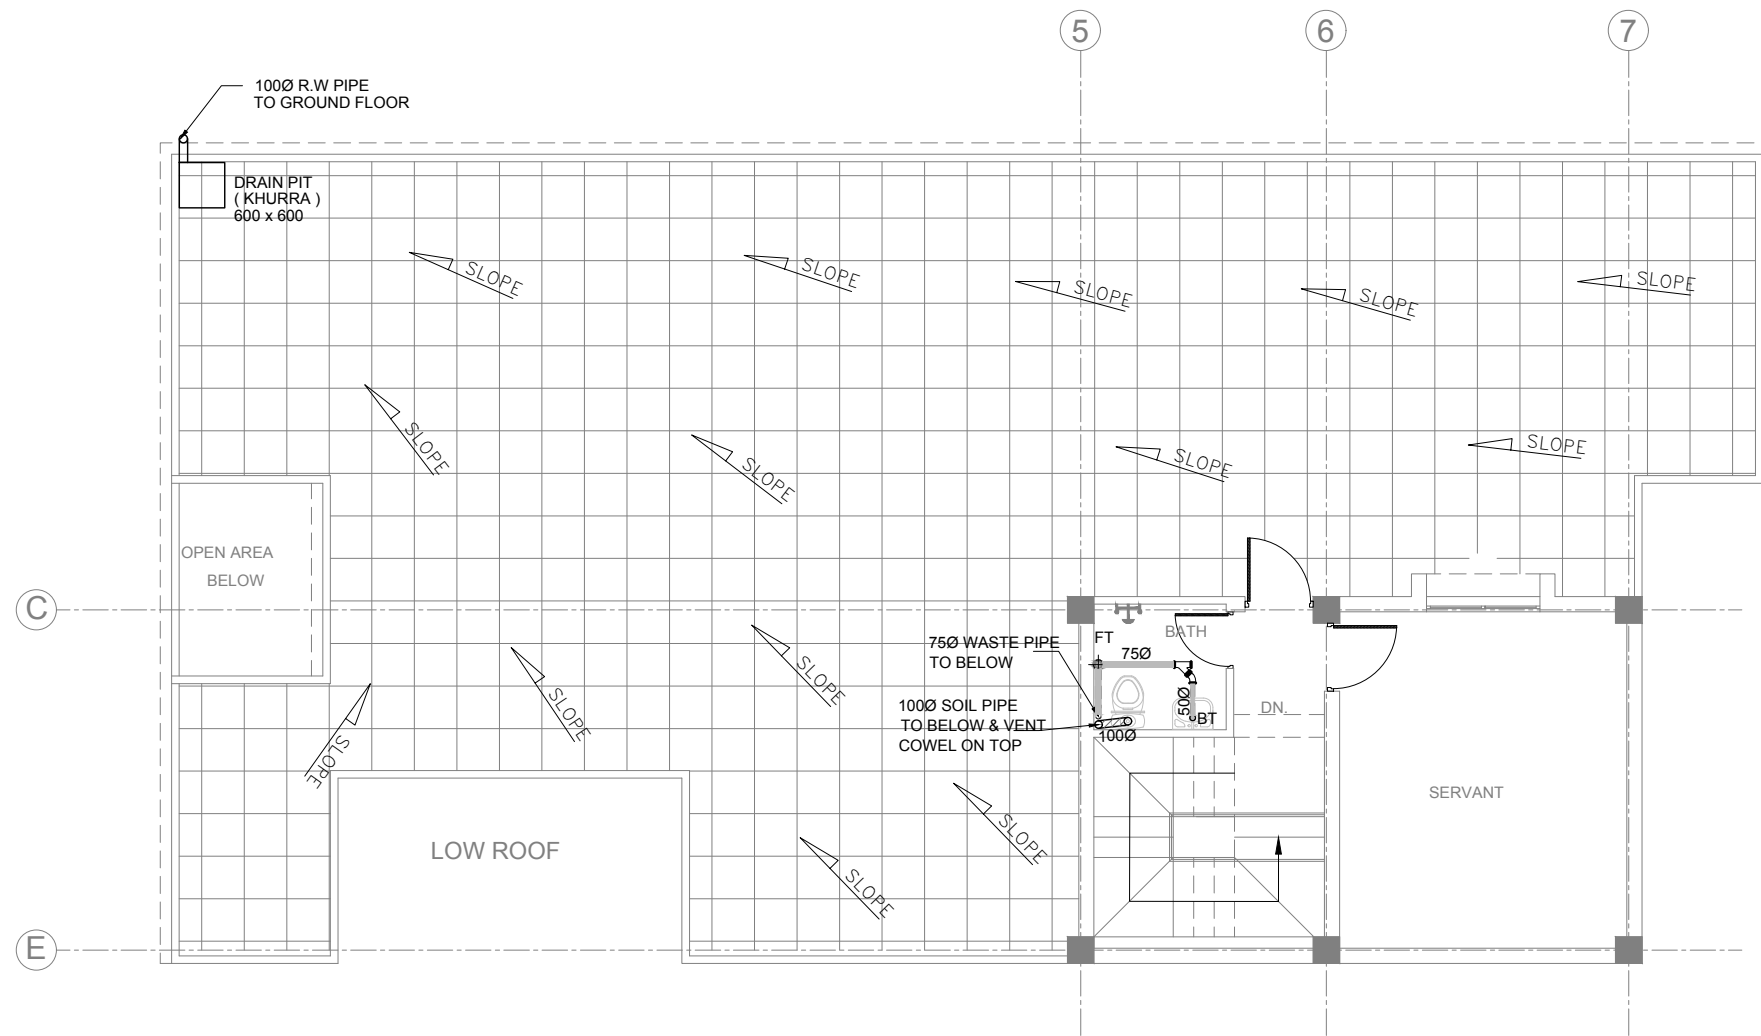 5
6
7
100Ø R.W PIPE
TO GROUND FLOOR
DRAIN PIT
( KHURRA )
600 x 600
SLOPE
SLOPE
SLOPE
SLOPE
SLOPE
SLOPE
SLOPE
SLOPE
SLOPE
OPEN AREA
BELOW
C
FT
BATH
75Ø WASTE PIPE
TO BELOW
75Ø
SLOPE
SLOPE
100Ø SOIL PIPE
TO BELOW & VENT
COWEL ON TOP
50Ø
BT
100Ø
DN.
SLOPE
SERVANT
LOW ROOF
SLOPE
SLOPE
E